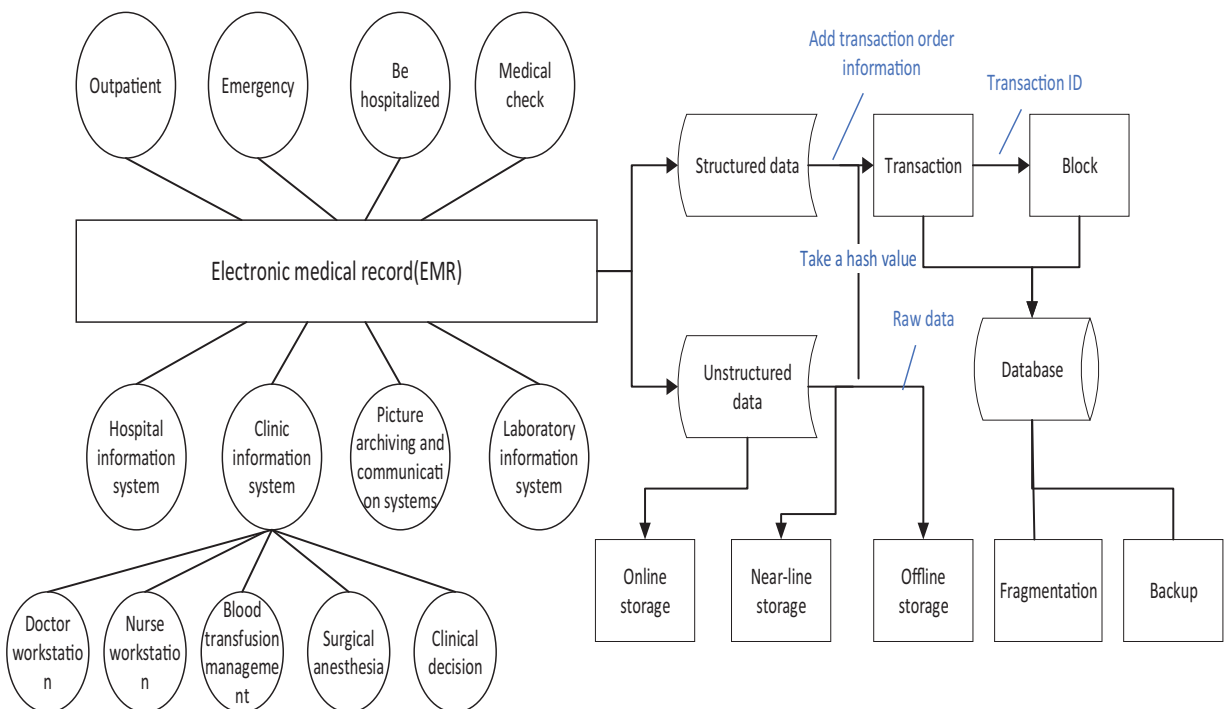 Outpatient
Emergency
Be
hospitalized
Medical
check
Add transaction order
information
Transaction ID
Structured data
Transaction
Block
Electronic medical record(EMR)
Take a hash value
Raw data
Unstructured
data
Database
Hospital
information
system
Clinic
information
system
Picture
archiving and
communicati
on systems
Laboratory
information
system
Online
storage
Near-line
storage
Offline
storage
Fragmentation
Backup
Doctor
workstatio
n
Nurse
workstatio
n
Blood
transfusion
manageme
nt
Surgical
anesthesia
Clinical
decision